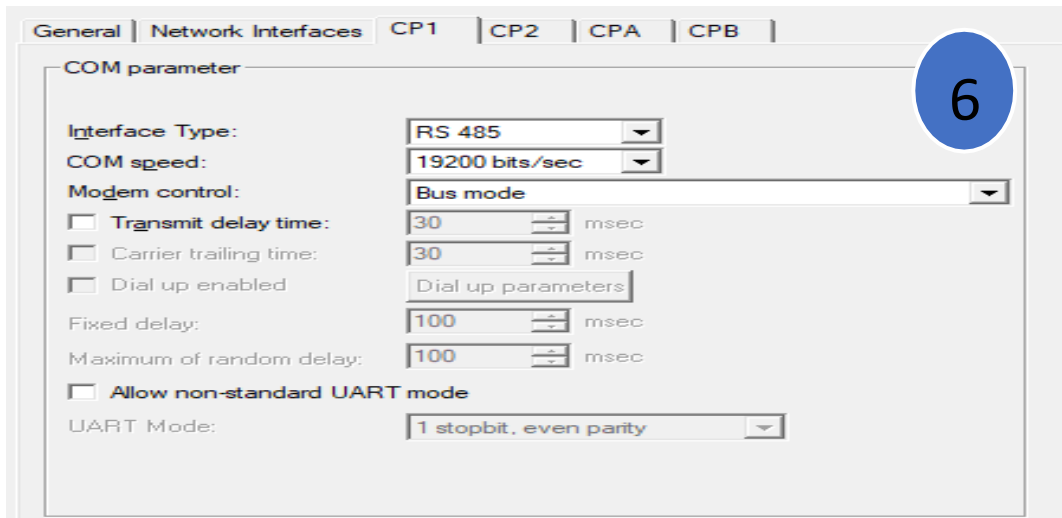 General Network Interfaces CP1 CP2 CPA CPB
COM parameter
6
Interface Type: RS 485
COM speed: 19200 bits/sec
Modem control: Bus mode
Transmit delay time: 30 msec
Carrier trailing time: 30 msec
Dial up enabled Dial up parameters
Fixed delay: 100 msec
Maximum of random delay: 100 msec
Allow non-standard UART mode
UART Mode: 1 stopbit, even parity